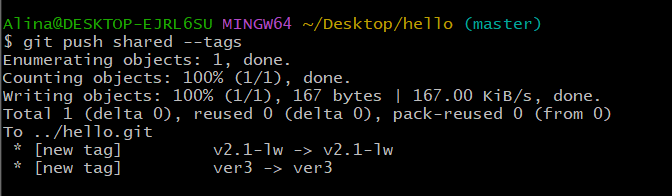 Alina@DESKTOP-EJRL6SU MINGW64 ~/Desktop/hello (master)
$ git push shared --tags
Enumerating objects: 1, done.
Counting objects: 100% (1/1), done.
Writing objects: 100% (1/1), 167 bytes | 167.00 KiB/s, done.
Total 1 (delta 0), reused 0 (delta 0), pack-reused 0 (from 0)
To ../hello.git
 * [new tag]         v2.1-lw -> v2.1-lw
 * [new tag]         ver3 -> ver3